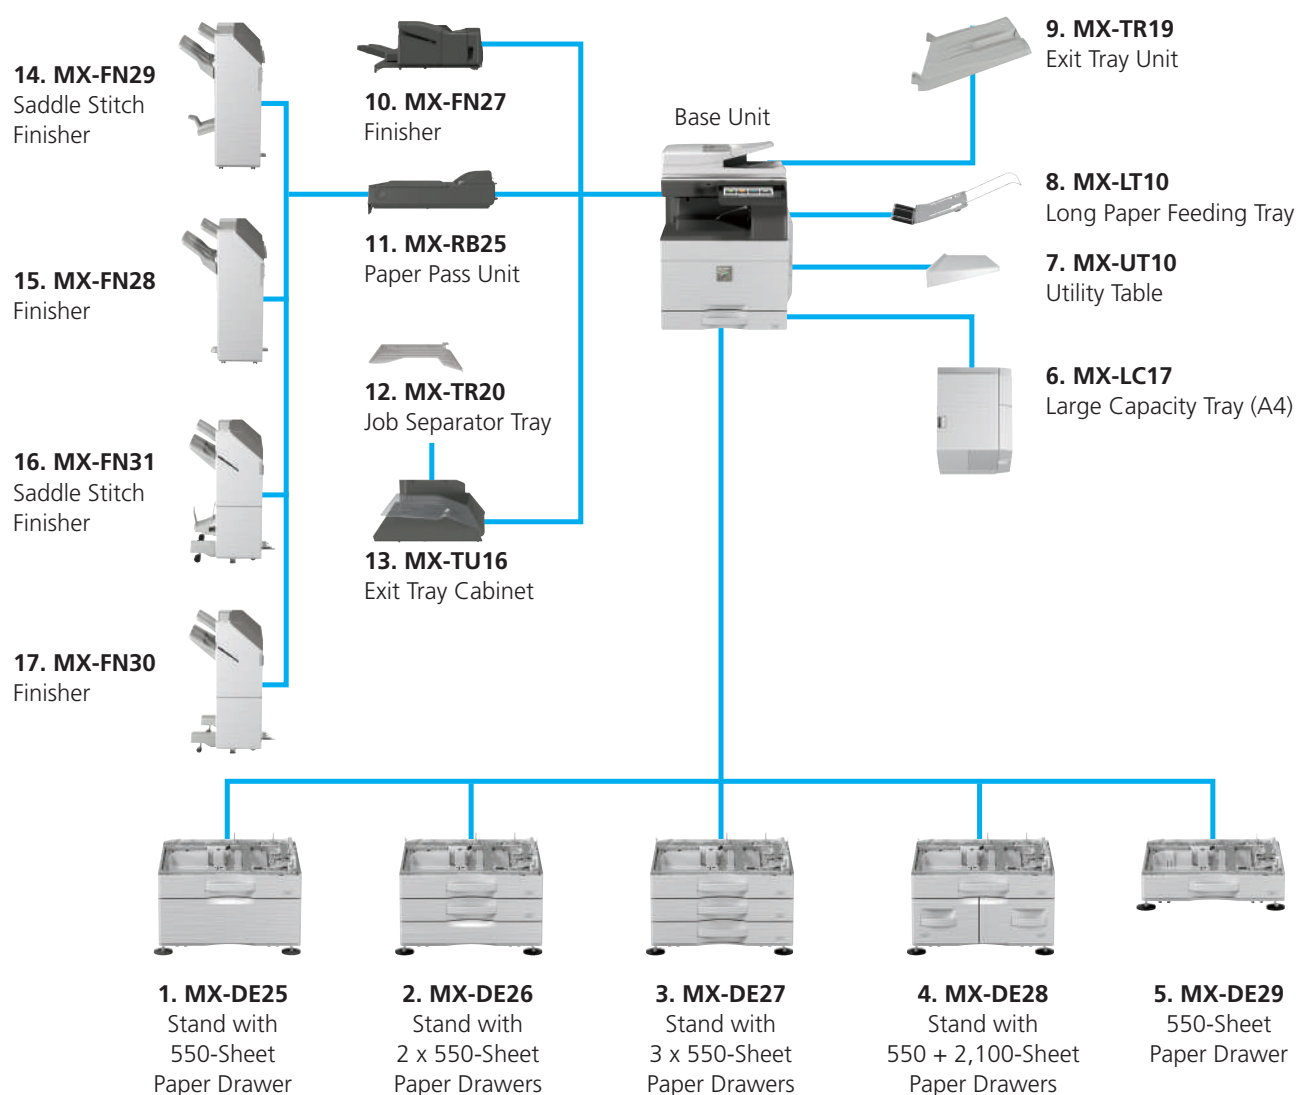 14. MX-FN29
Saddle Stitch
Finisher
10. MX-FN27
Finisher
Base Unit
9. MX-TR19
Exit Tray Unit
8. MX-LT10
Long Paper Feeding Tray
15. MX-FN28
Finisher
11. MX-RB25
Paper Pass Unit
7. MX-UT10
Utility Table
12. MX-TR20
Job Separator Tray
6. MX-LC17
Large Capacity Tray (A4)
16. MX-FN31
Saddle Stitch
Finisher
13. MX-TU16
Exit Tray Cabinet
17. MX-FN30
Finisher
1. MX-DE25
Stand with
550-Sheet
Paper Drawer
2. MX-DE26
Stand with
2 x 550-Sheet
Paper Drawers
3. MX-DE27
Stand with
3 x 550-Sheet
Paper Drawers
4. MX-DE28
Stand with
550 + 2,100-Sheet
Paper Drawers
5. MX-DE29
550-Sheet
Paper Drawer